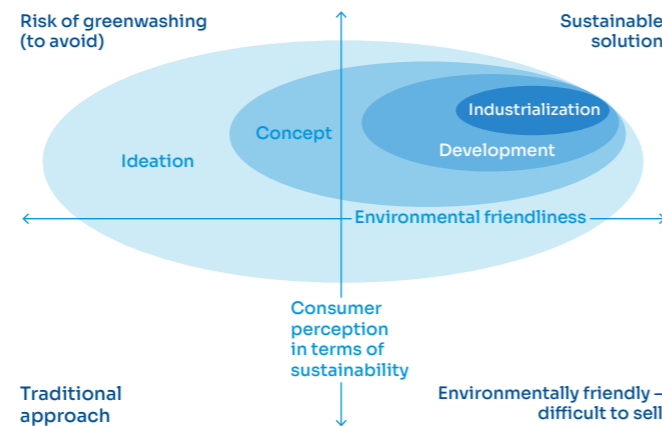 Risk of greenwashing
(to avoid)
Sustainable
solution
Industrialization
Concept
Development
Ideation
Environmental friendliness
Consumer
perception
in terms of
sustainability
Traditional
approach
Environmentally friendly –
difficult to sell